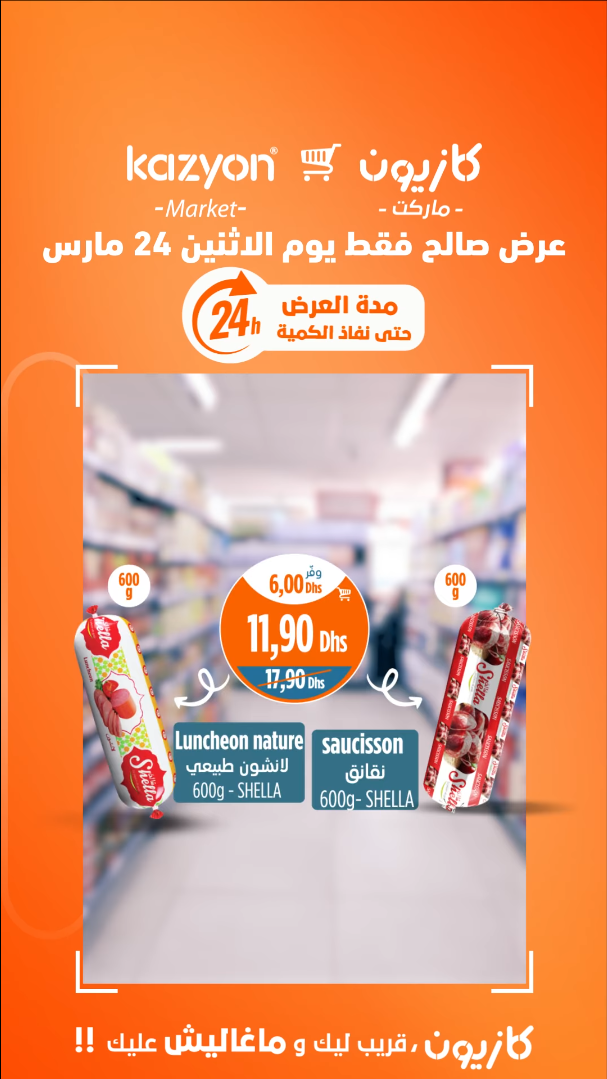 kazyon® كازيون
-Market- - ماركت -
عرض صالح فقط يوم الاثنين 24 مارس
24h
مدة العرض
حتى نفاذ الكمية
600
g
600
g
وفّر
6,00 Dhs
11,90 Dhs
17,90 Dhs
Luncheon nature
لانشون طبيعي
600g - SHELLA
saucisson
نقانق
600g- SHELLA
Shella
Shella
Shella
Shella
كازيون، قريب ليك و ماغاليش عليك !!